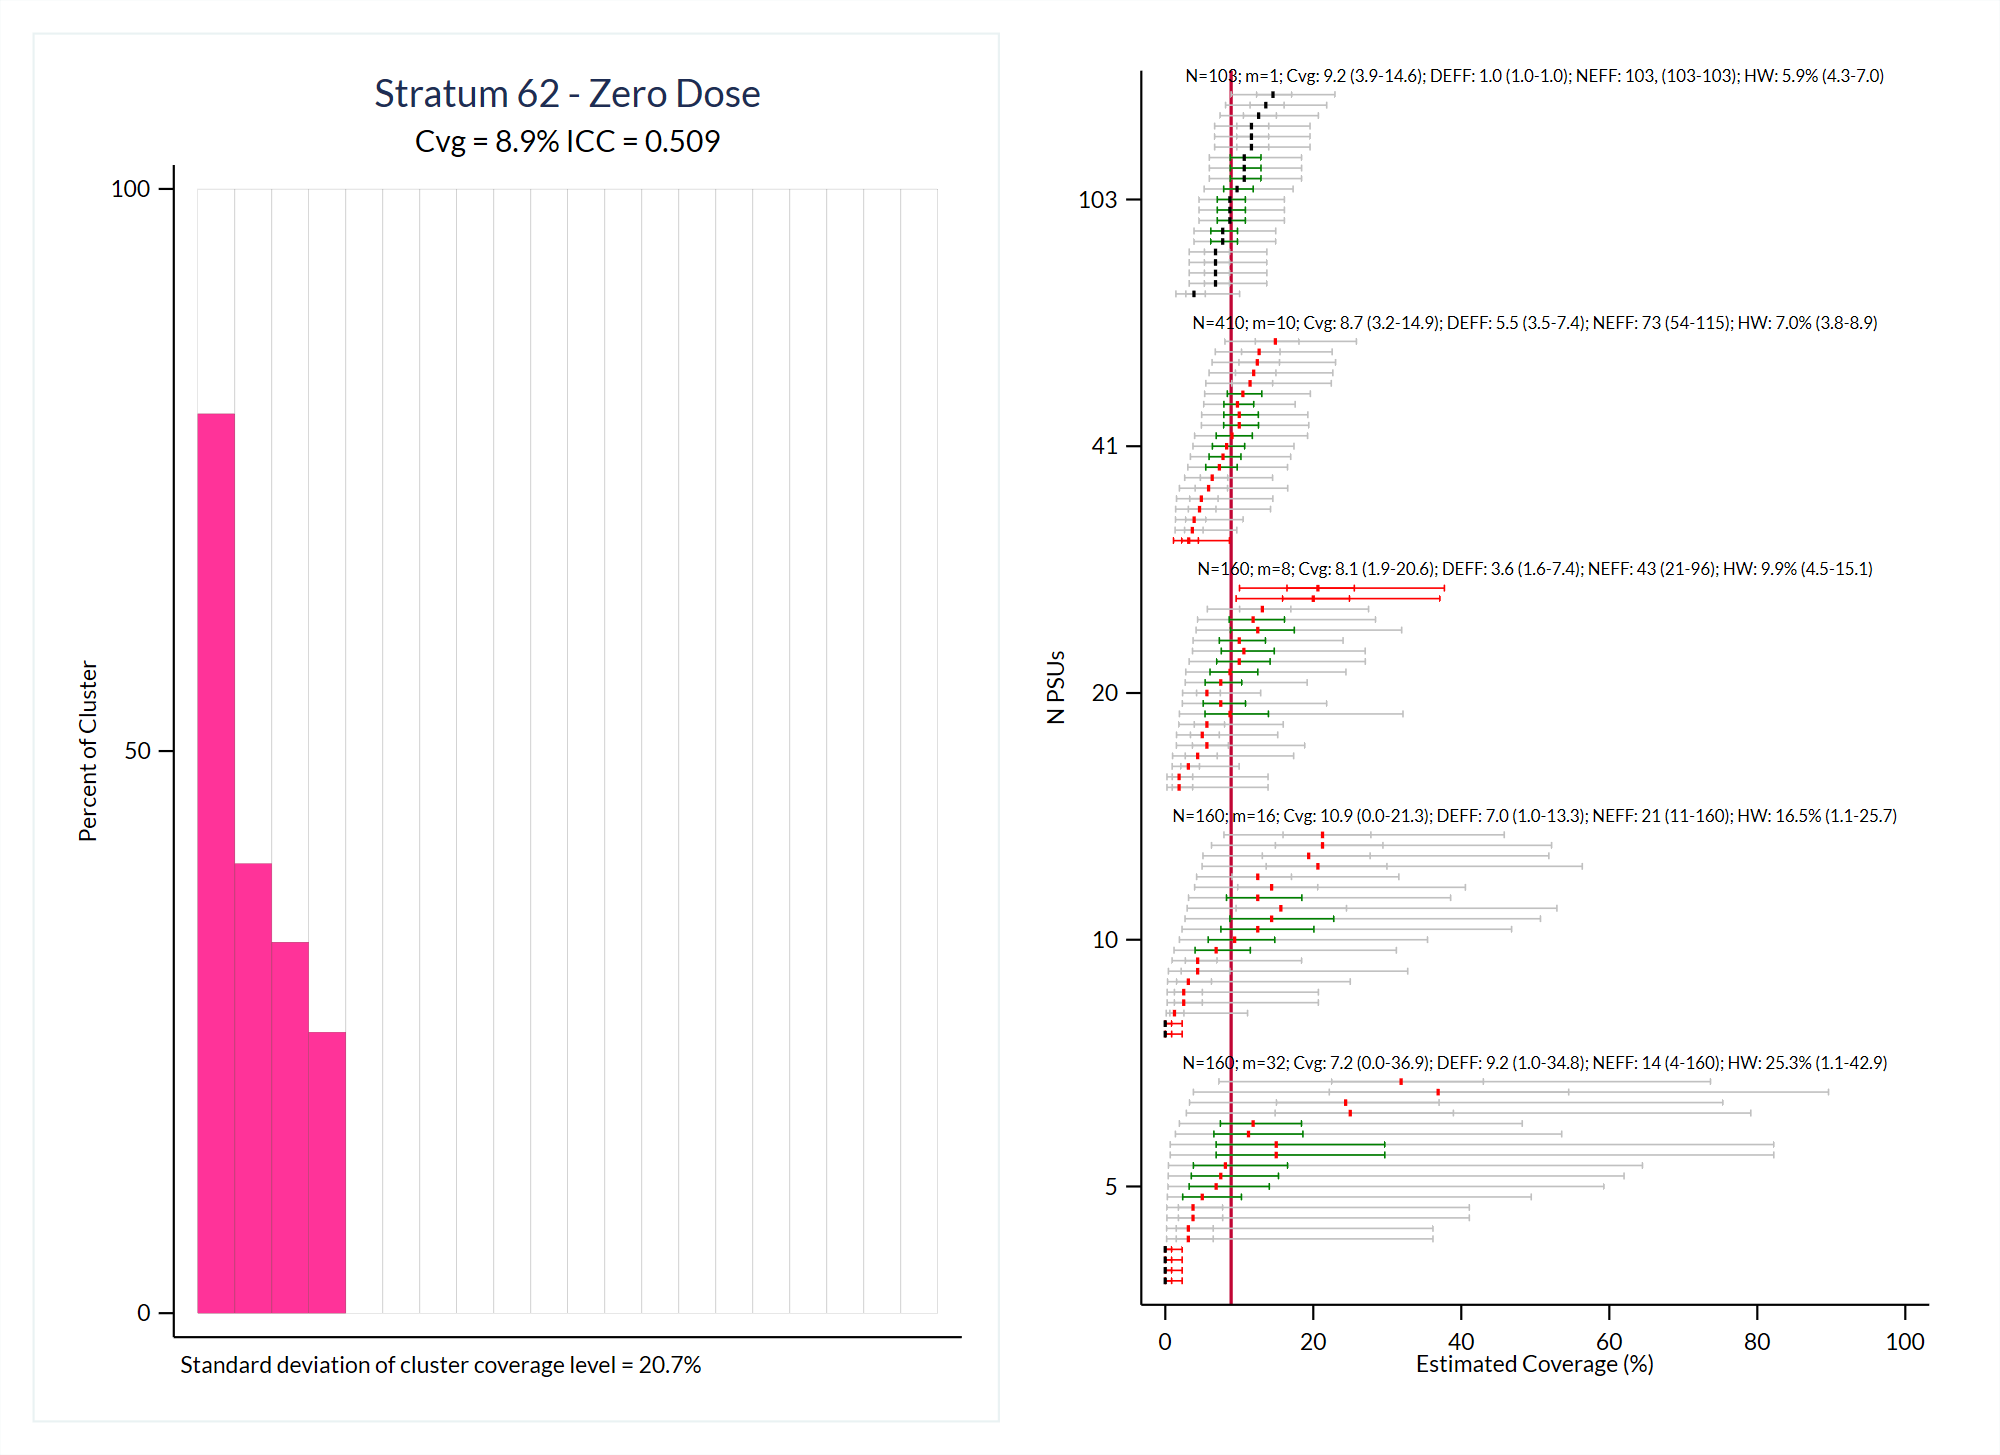 Stratum 62 - Zero Dose
Cvg = 8.9% ICC = 0.509
100
50
0
Percent of Cluster
Standard deviation of cluster coverage level = 20.7%
N=103; m=1; Cvg: 9.2 (3.9-14.6); DEFF: 1.0 (1.0-1.0); NEFF: 103, (103-103); HW: 5.9% (4.3-7.0)
103
N=410; m=10; Cvg: 8.7 (3.2-14.9); DEFF: 5.5 (3.5-7.4); NEFF: 73 (54-115); HW: 7.0% (3.8-8.9)
41
N=160; m=8; Cvg: 8.1 (1.9-20.6); DEFF: 3.6 (1.6-7.4); NEFF: 43 (21-96); HW: 9.9% (4.5-15.1)
N PSUs
20
N=160; m=16; Cvg: 10.9 (0.0-21.3); DEFF: 7.0 (1.0-13.3); NEFF: 21 (11-160); HW: 16.5% (1.1-25.7)
10
N=160; m=32; Cvg: 7.2 (0.0-36.9); DEFF: 9.2 (1.0-34.8); NEFF: 14 (4-160); HW: 25.3% (1.1-42.9)
5
0 20 40 60 80 100
Estimated Coverage (%)